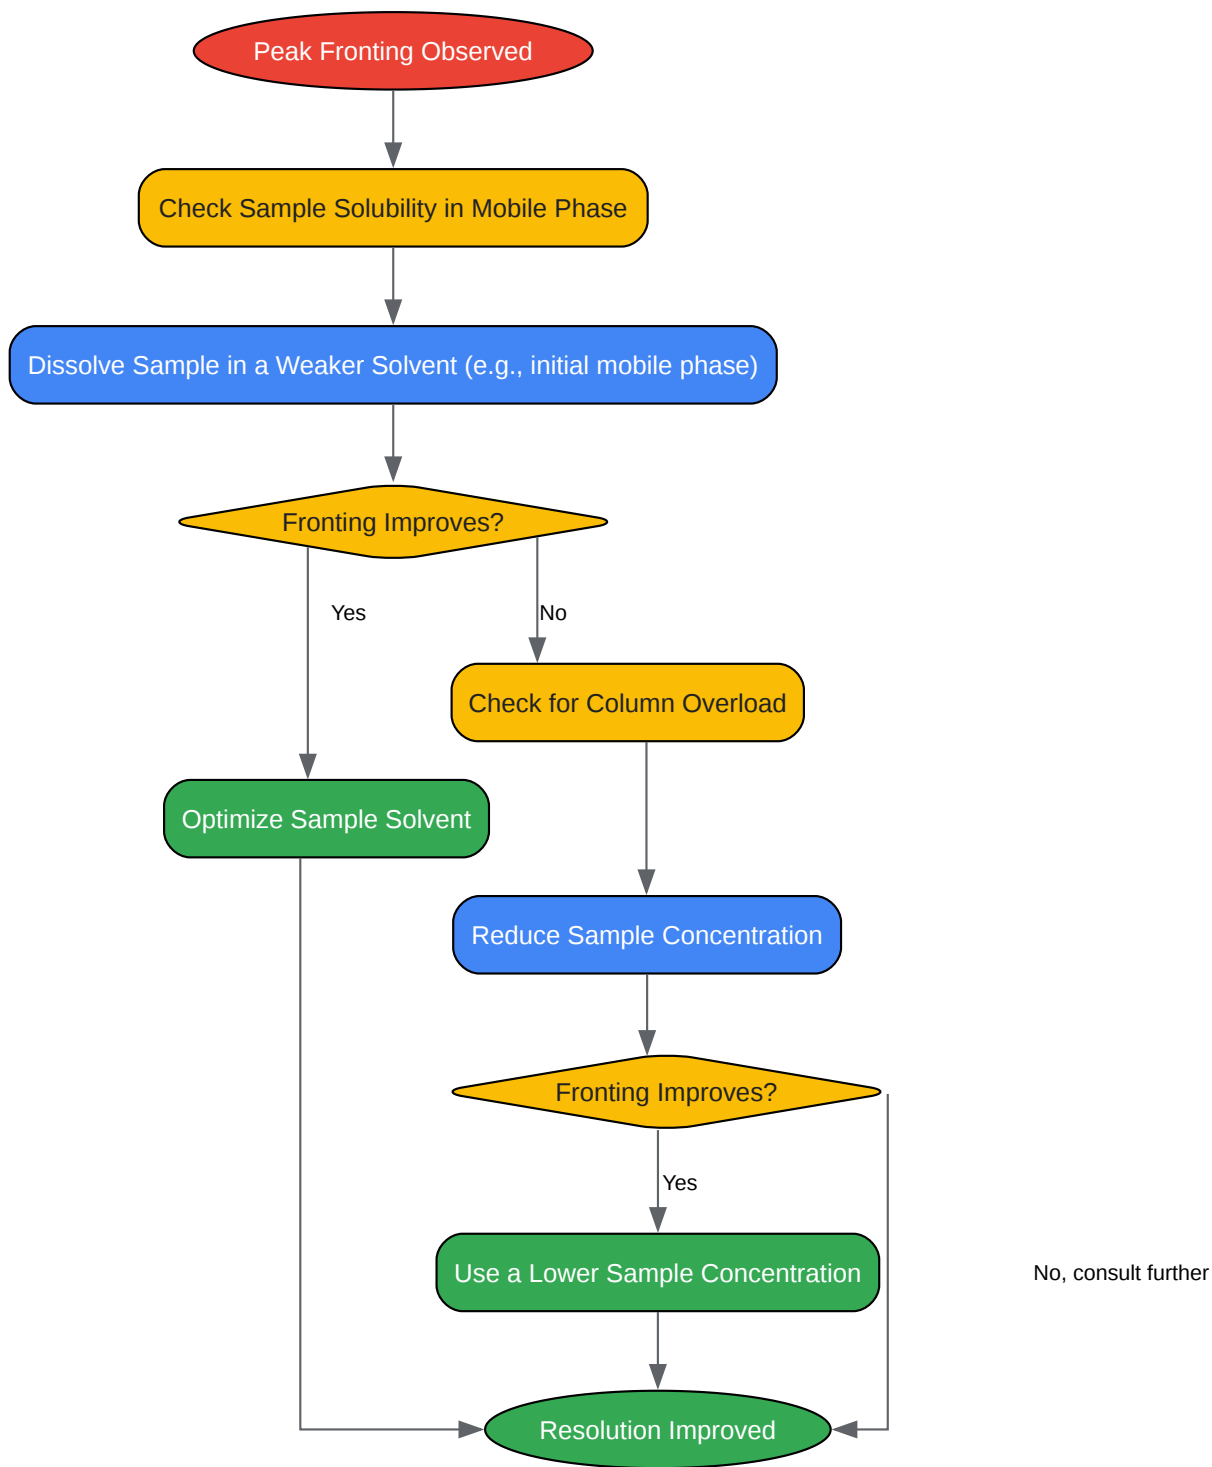 Peak Fronting Observed
Check Sample Solubility in Mobile Phase
Dissolve Sample in a Weaker Solvent (e.g., initial mobile phase)
Fronting Improves?
Yes
No
Check for Column Overload
Optimize Sample Solvent
Reduce Sample Concentration
Fronting Improves?
Yes
Use a Lower Sample Concentration
No, consult further
Resolution Improved